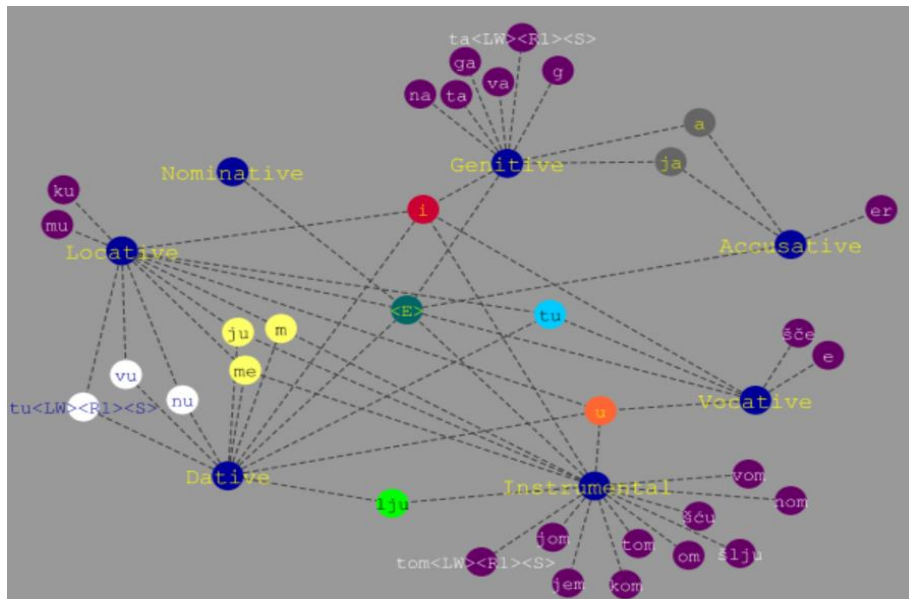 ta<LW><R1><S>
ga
va
g
na
ta
a
Nominative
Genitive
ja
ku
i
er
mu
Locative
Accusative
<E>
tu
ju
m
šče
e
vu
me
tu<LW><R1><S>
nu
u
Vocative
Dative
Instrumental
vom
lju
nom
šću
jom
tom
om
šlju
tom<LW><R1><S>
jem
kom